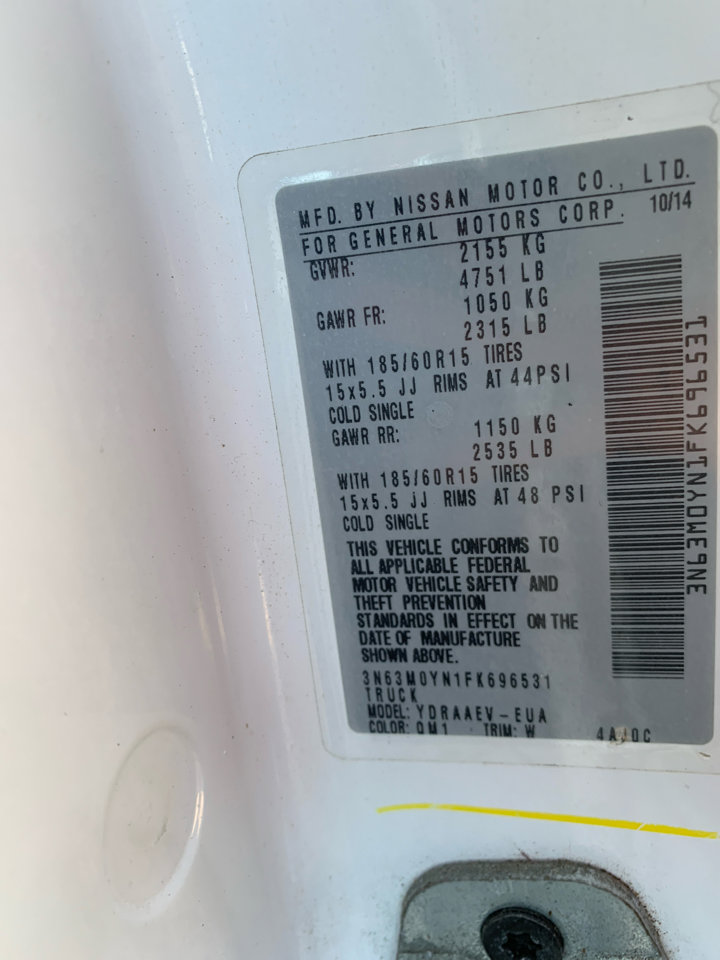 MFD. BY NISSAN MOTOR CO., LTD.
FOR GENERAL MOTORS CORP. 10/14
GVWR: 2155 KG
4751 LB
GAWR FR: 1050 KG
2315 LB
WITH 185/60R15 TIRES
15x5.5 JJ RIMS AT 44PSI
COLD SINGLE
GAWR RR: 1150 KG
2535 LB
WITH 185/60R15 TIRES
15x5.5 JJ RIMS AT 48 PSI
COLD SINGLE
THIS VEHICLE CONFORMS TO
ALL APPLICABLE FEDERAL
MOTOR VEHICLE SAFETY AND
THEFT PREVENTION
STANDARDS IN EFFECT ON THE
DATE OF MANUFACTURE
SHOWN ABOVE.
3N63M0YN1FK696531
TRUCK
MODEL: YDRAAEV-EUA
COLOR: QM1 TRIM: W
3N63M0YN1FK696531